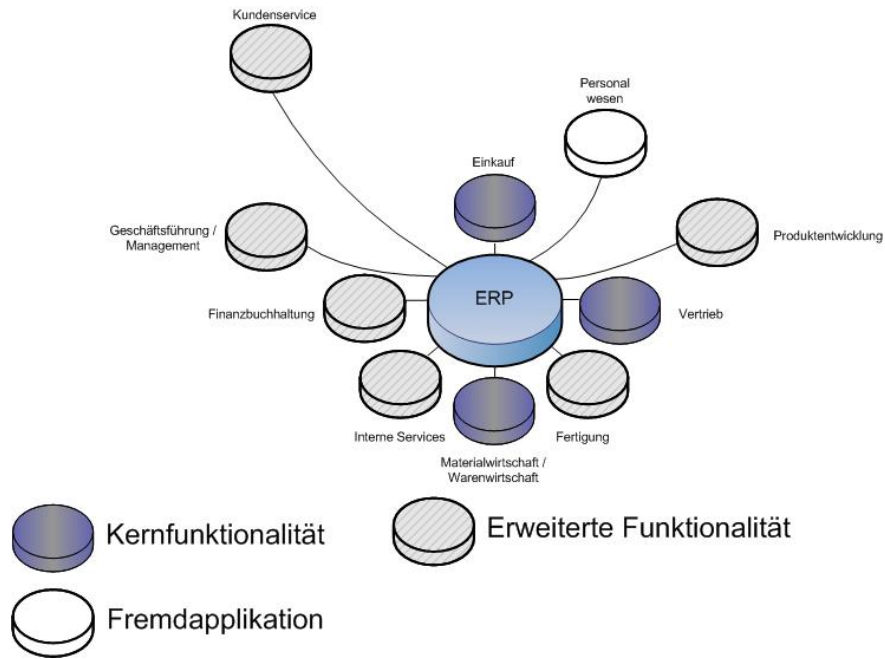 Kundenservice
Personal
wesen
Einkauf
Geschäftsführung /
Management
Produktentwicklung
ERP
Finanzbuchhaltung
Vertrieb
Interne Services
Fertigung
Materialwirtschaft /
Warenwirtschaft
Kernfunktionalität
Erweiterte Funktionalität
Fremdapplikation